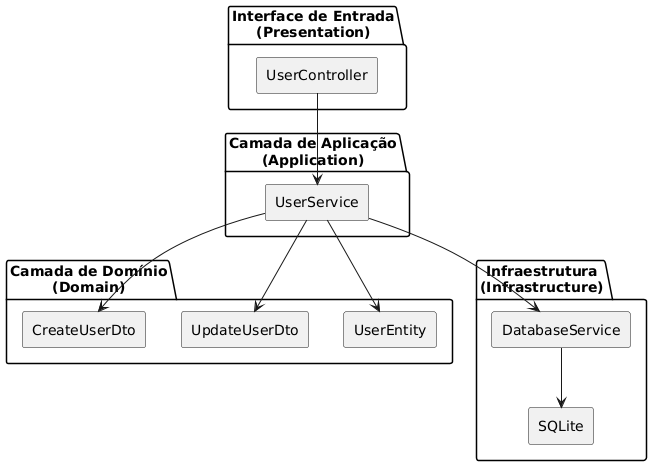 Interface de Entrada
(Presentation)
UserController
Camada de Aplicação
(Application)
UserService
Camada de Domínio
(Domain)
CreateUserDto
UpdateUserDto
UserEntity
Infraestrutura
(Infrastructure)
DatabaseService
SQLite